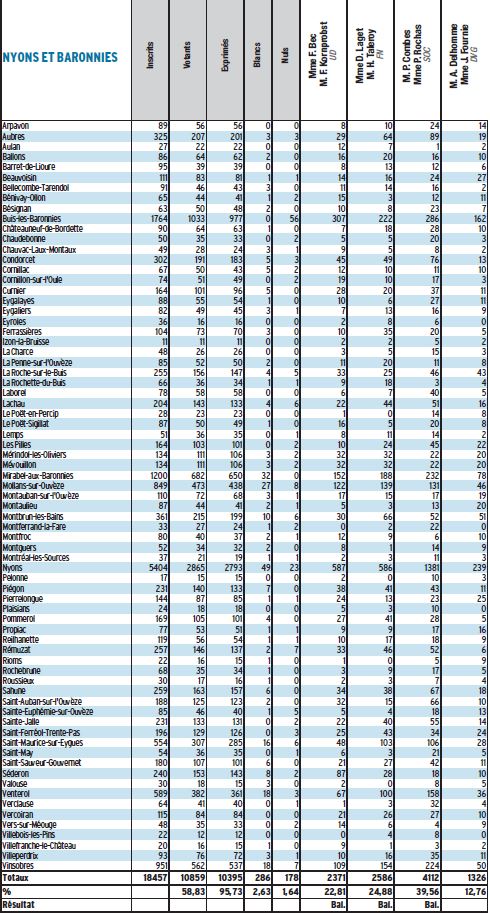 NYONS ET BARONNIES Inscrits Votants Exprimés Blancs Nuls Mme F. Bec M. F. Kornprobst UD Mme D. Laget M. H. Taleroy FN M. P. Combes Mme P. Rochas SOC M. A. Delhomme Mme J. Fournie DVG
Arpavon 89 56 56 0 0 8 10 24 14
Aubres 325 207 201 3 3 29 64 89 19
Aulan 27 22 22 0 0 12 7 1 2
Ballons 86 64 62 2 0 16 20 16 10
Barret-de-Lioure 95 39 39 0 0 8 13 12 6
Beauvoisin 111 83 81 1 1 14 16 24 27
Bellecombe-Tarendol 91 46 43 3 0 11 14 16 2
Bénivay-Ollon 65 44 41 1 2 15 3 12 11
Bésignan 63 50 48 2 0 10 8 23 7
Buis-les-Baronnies 1764 1033 977 0 56 307 222 286 162
Châteauneuf-de-Bordette 90 64 63 1 0 7 18 28 10
Chaudebonne 50 35 33 0 2 5 5 20 3
Chauvac-Laux-Montaux 49 28 24 3 1 9 5 8 2
Condorcet 302 191 183 5 3 45 49 76 13
Cornillac 67 50 43 5 2 12 10 11 10
Cornillon-sur-l'Oule 74 51 49 0 2 19 10 17 3
Curnier 164 101 96 5 0 28 20 37 11
Eygalayes 88 55 54 1 0 10 6 27 11
Eygaliers 82 49 45 3 1 7 13 16 9
Eyroles 36 16 16 0 0 2 8 6 0
Ferrassières 104 73 70 3 0 10 35 20 5
Izon-la-Bruisse 11 11 11 0 0 2 2 5 2
La Charce 48 26 26 0 0 3 5 15 3
La Penne-sur-l'Ouvèze 85 52 50 2 0 11 20 11 8
La Roche-sur-le-Buis 255 156 147 4 5 33 25 46 43
La Rochette-du-Buis 66 36 34 1 1 9 18 3 4
Laborel 78 58 58 0 0 6 7 40 5
Lachau 204 143 133 4 6 22 44 51 16
Le Poët-en-Percip 28 23 23 0 0 1 0 14 8
Le Poët-Sigillat 87 50 49 1 0 16 5 20 8
Lemps 51 36 35 0 1 8 11 14 2
Les Pilles 164 103 101 0 2 10 24 45 22
Mérindol-les-Oliviers 134 111 106 3 2 32 32 22 20
Mévouillon 134 111 106 3 2 32 32 22 20
Mirabel-aux-Baronnies 1200 682 650 32 0 152 188 232 78
Mollans-sur-Ouvèze 849 473 438 27 8 122 139 131 46
Montauban-sur-l'Ouvèze 110 72 68 3 1 17 15 17 19
Montaulieu 87 44 41 2 1 5 3 13 20
Montbrun-les-Bains 361 215 199 10 6 30 66 52 51
Montferrand-la-Fare 33 27 24 1 2 0 2 22 0
Montfroc 80 40 37 2 1 12 9 6 10
Montguers 52 34 32 2 0 8 1 14 9
Montréal-les-Sources 37 21 19 1 1 2 3 11 3
Nyons 5404 2865 2793 49 23 587 586 1381 239
Pelonne 17 15 15 0 0 2 0 10 3
Piégon 231 140 133 7 0 38 41 43 11
Pierrelongue 144 87 85 1 1 24 13 23 25
Plaisians 24 18 18 0 0 5 3 10 0
Pommerol 169 105 101 4 0 27 41 28 5
Propiac 77 53 51 1 1 9 9 17 16
Reilhanette 119 56 54 1 1 10 17 18 9
Rémuzat 257 146 137 2 7 33 46 52 6
Rioms 22 16 15 1 0 1 0 5 9
Rochebrune 68 35 34 1 0 3 9 17 5
Roussieux 30 17 16 1 0 2 3 7 4
Sahune 259 163 157 6 0 34 38 67 18
Saint-Auban-sur-l'Ouvèze 188 125 123 2 0 32 15 66 10
Sainte-Euphémie-sur-Ouvèze 85 46 40 1 5 5 4 18 13
Sainte-Jalle 231 133 131 0 2 22 40 55 14
Saint-Ferréol-Trente-Pas 196 129 126 0 3 25 43 34 24
Saint-Maurice-sur-Eygues 554 307 285 16 6 48 103 106 28
Saint-May 54 36 35 0 1 6 3 21 5
Saint-Sauveur-Gouvernet 180 107 101 6 0 21 27 42 11
Séderon 240 153 143 8 2 87 28 18 10
Valouse 30 18 15 3 0 2 0 8 5
Venterol 589 382 361 18 3 67 100 158 36
Verclause 64 41 40 0 1 1 3 32 4
Vercoiran 115 84 84 0 0 21 26 27 10
Vers-sur-Méouge 48 35 33 0 2 14 6 4 9
Villebois-les-Pins 22 12 12 0 0 0 4 8 0
Villefranche-le-Château 20 16 15 1 0 9 1 3 2
Villeperdrix 93 76 72 3 1 10 16 35 11
Vinsobres 951 562 537 18 7 109 154 224 50
Totaux 18457 10859 10395 286 178 2371 2586 4112 1326
% 58,83 95,73 2,63 1,64 22,81 24,88 39,56 12,76
Résultat Bal. Bal. Bal.